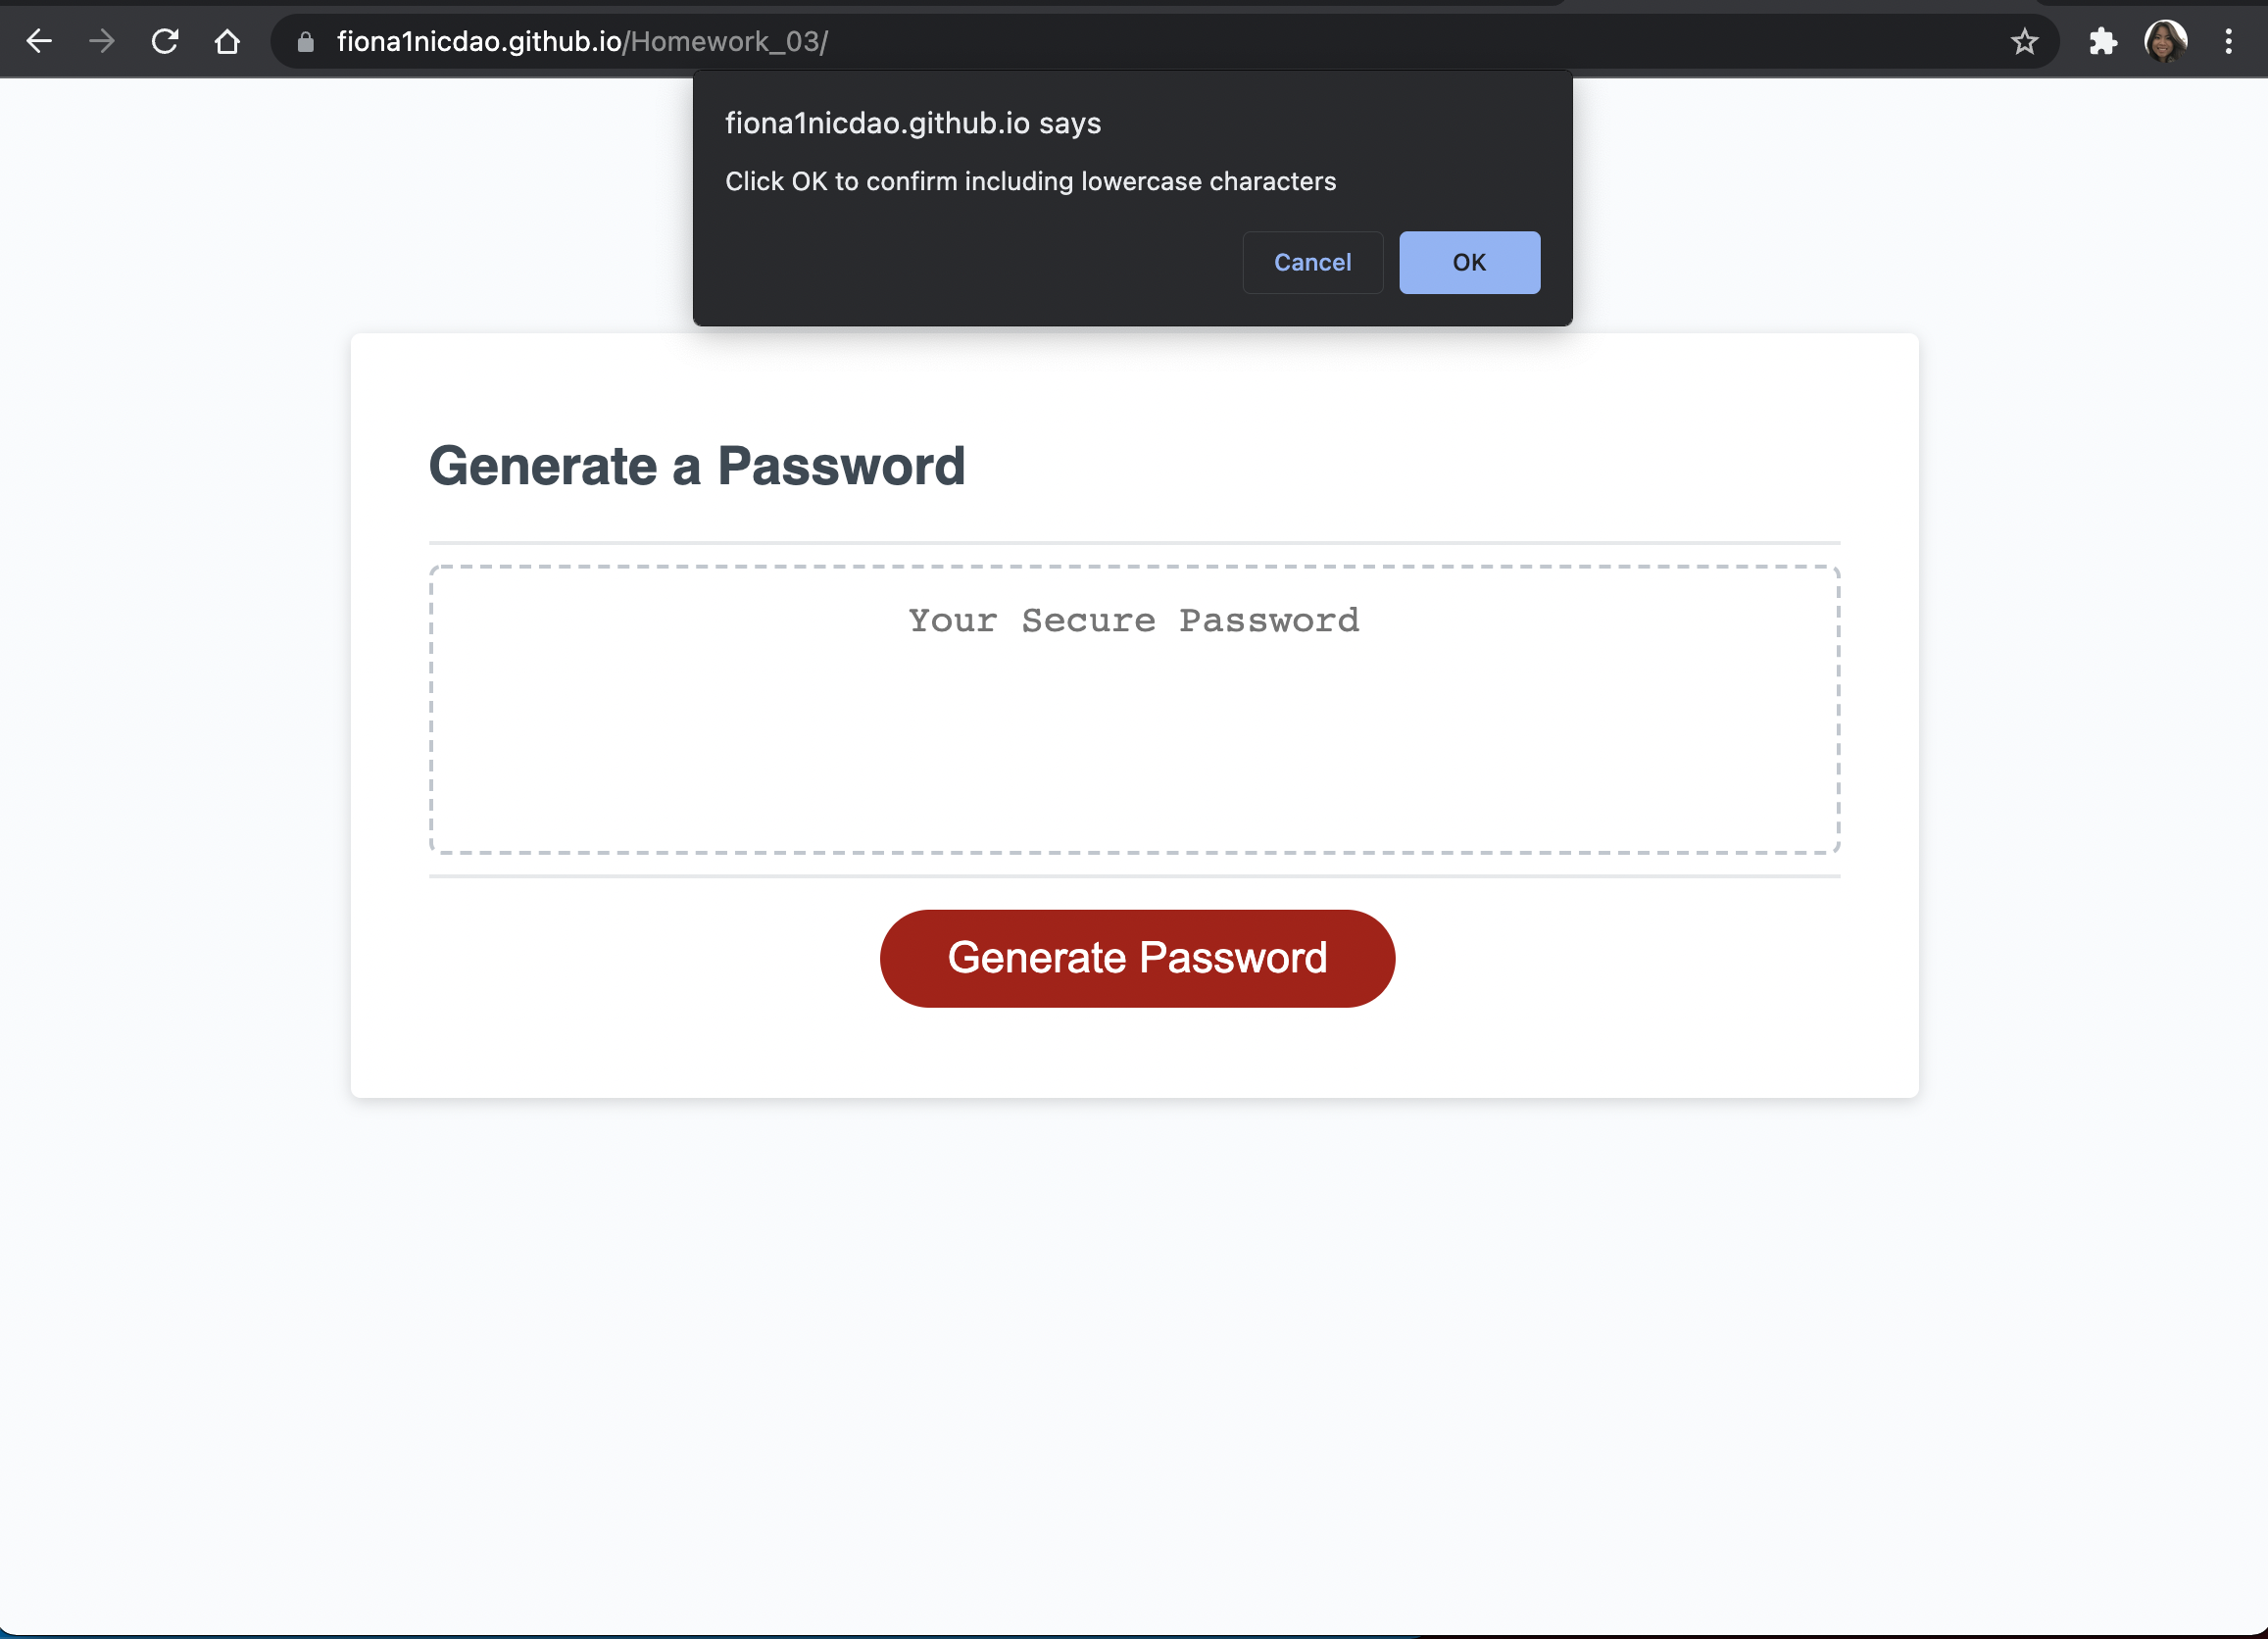 fiona1nicdao.github.io/Homework_03/
fiona1nicdao.github.io says
Click OK to confirm including lowercase characters
Cancel
OK
Generate a Password
Your Secure Password
Generate Password